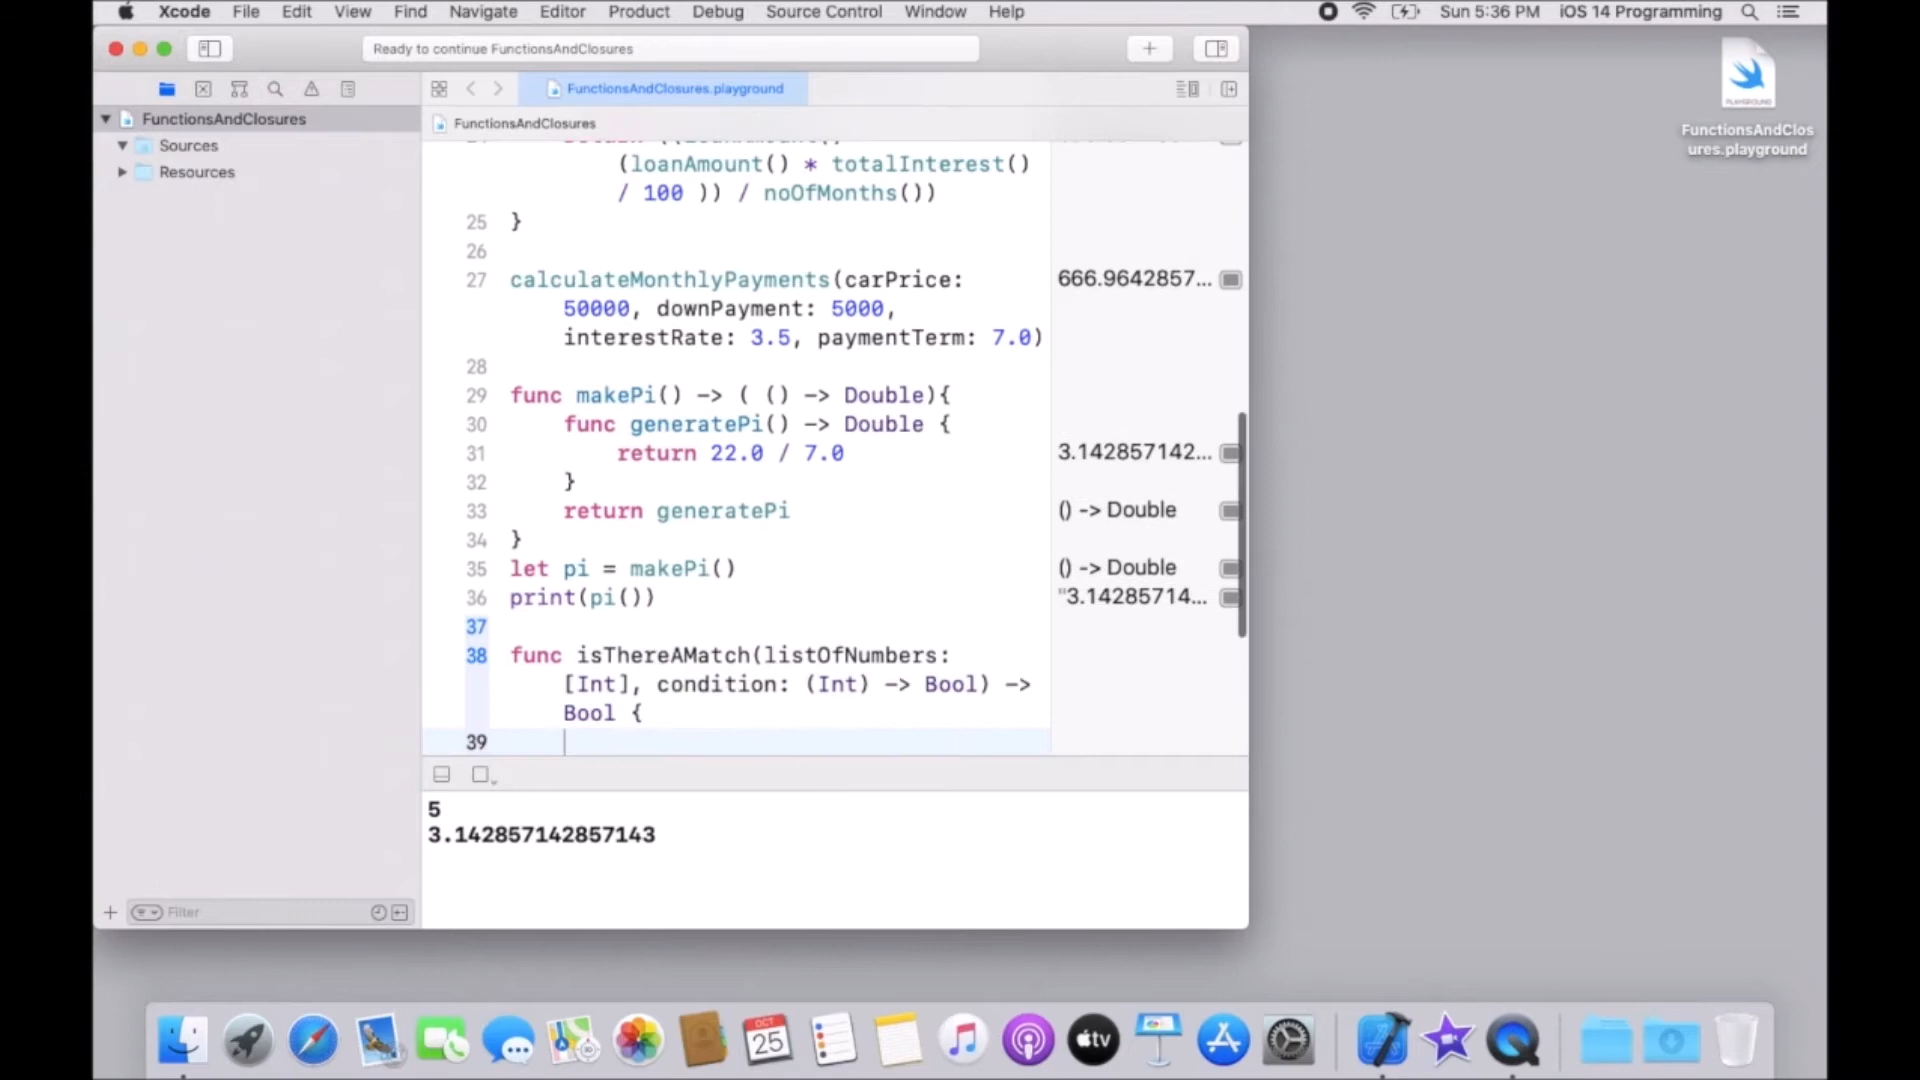 Xcode File Edit View Find Navigate Editor Product Debug Source Control Window Help Sun 5:36 PM iOS 14 Programming
Ready to continue FunctionsAndClosures
FunctionsAndClosures.playground
FunctionsAndClosures
Sources
Resources
FunctionsAndClosures
(loanAmount() * totalInterest()
/ 100 )) / noOfMonths())
25 }
26
27 calculateMonthlyPayments(carPrice: 666.9642857...
50000, downPayment: 5000,
interestRate: 3.5, paymentTerm: 7.0)
28
29 func makePi() -> ( () -> Double){
30 func generatePi() -> Double {
31 return 22.0 / 7.0 3.142857142...
32 }
33 return generatePi () -> Double
34 }
35 let pi = makePi() () -> Double
36 print(pi()) "3.14285714...
37
38 func isThereAMatch(listOfNumbers:
[Int], condition: (Int) -> Bool) ->
Bool {
39
5
3.142857142857143
Filter
PLAYGROUND
FunctionsAndClos
ures.playground
OCT
25
tv